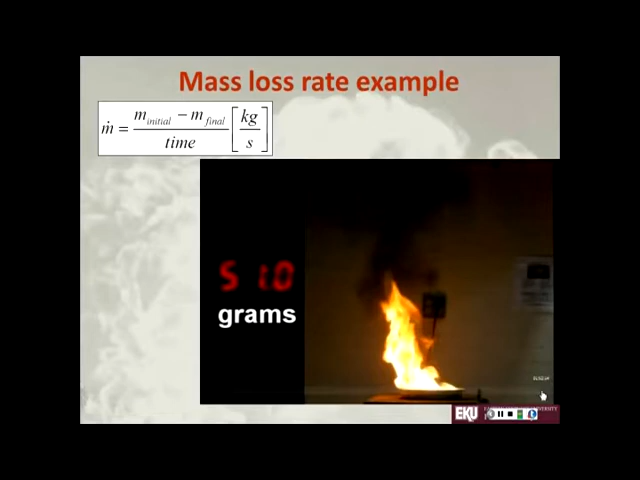 Mass loss rate example
ṁ = (m_initial − m_final) / time [kg / s]
5 1.0
grams
EKU